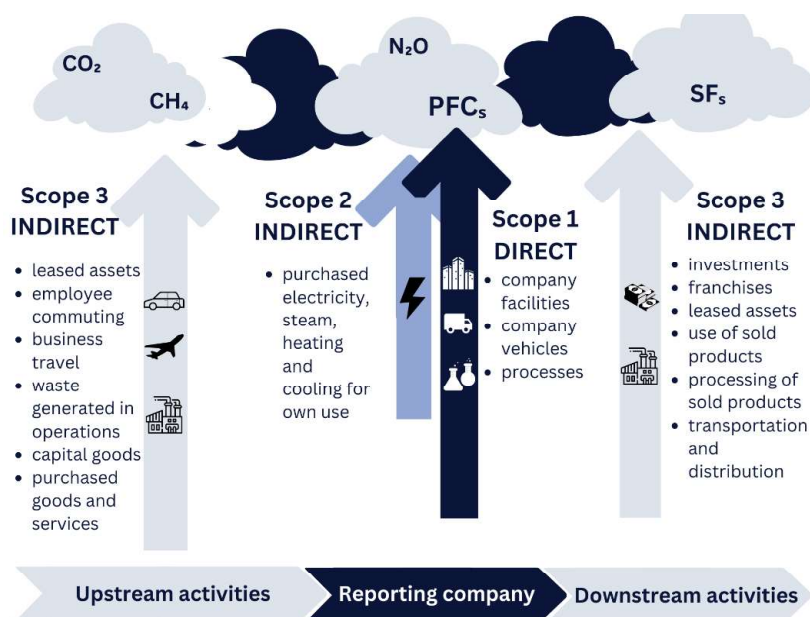 CO₂
CH₄
N₂O
PFCₛ
SFₛ
Scope 3
INDIRECT
• leased assets
• employee
commuting
• business
travel
• waste
generated in
operations
• capital goods
• purchased
goods and
services
Scope 2
INDIRECT
• purchased
electricity,
steam,
heating
and
cooling for
own use
Scope 1
DIRECT
• company
facilities
• company
vehicles
• processes
Scope 3
INDIRECT
• investments
• franchises
• leased assets
• use of sold
products
• processing of
sold products
• transportation
and
distribution
Upstream activities
Reporting company
Downstream activities